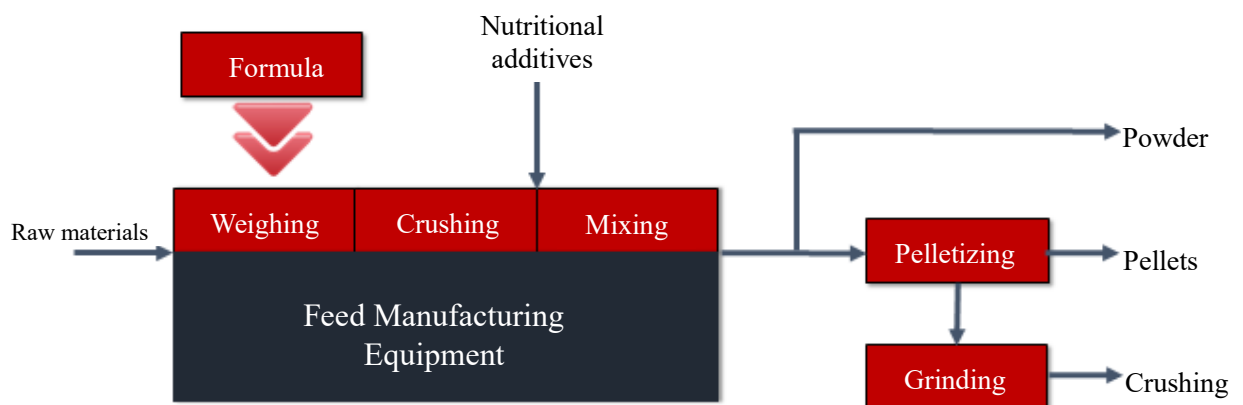 Nutritional
additives
Formula
Powder
Weighing
Crushing
Mixing
Raw materials
Pelletizing
Pellets
Feed Manufacturing
Equipment
Grinding
Crushing